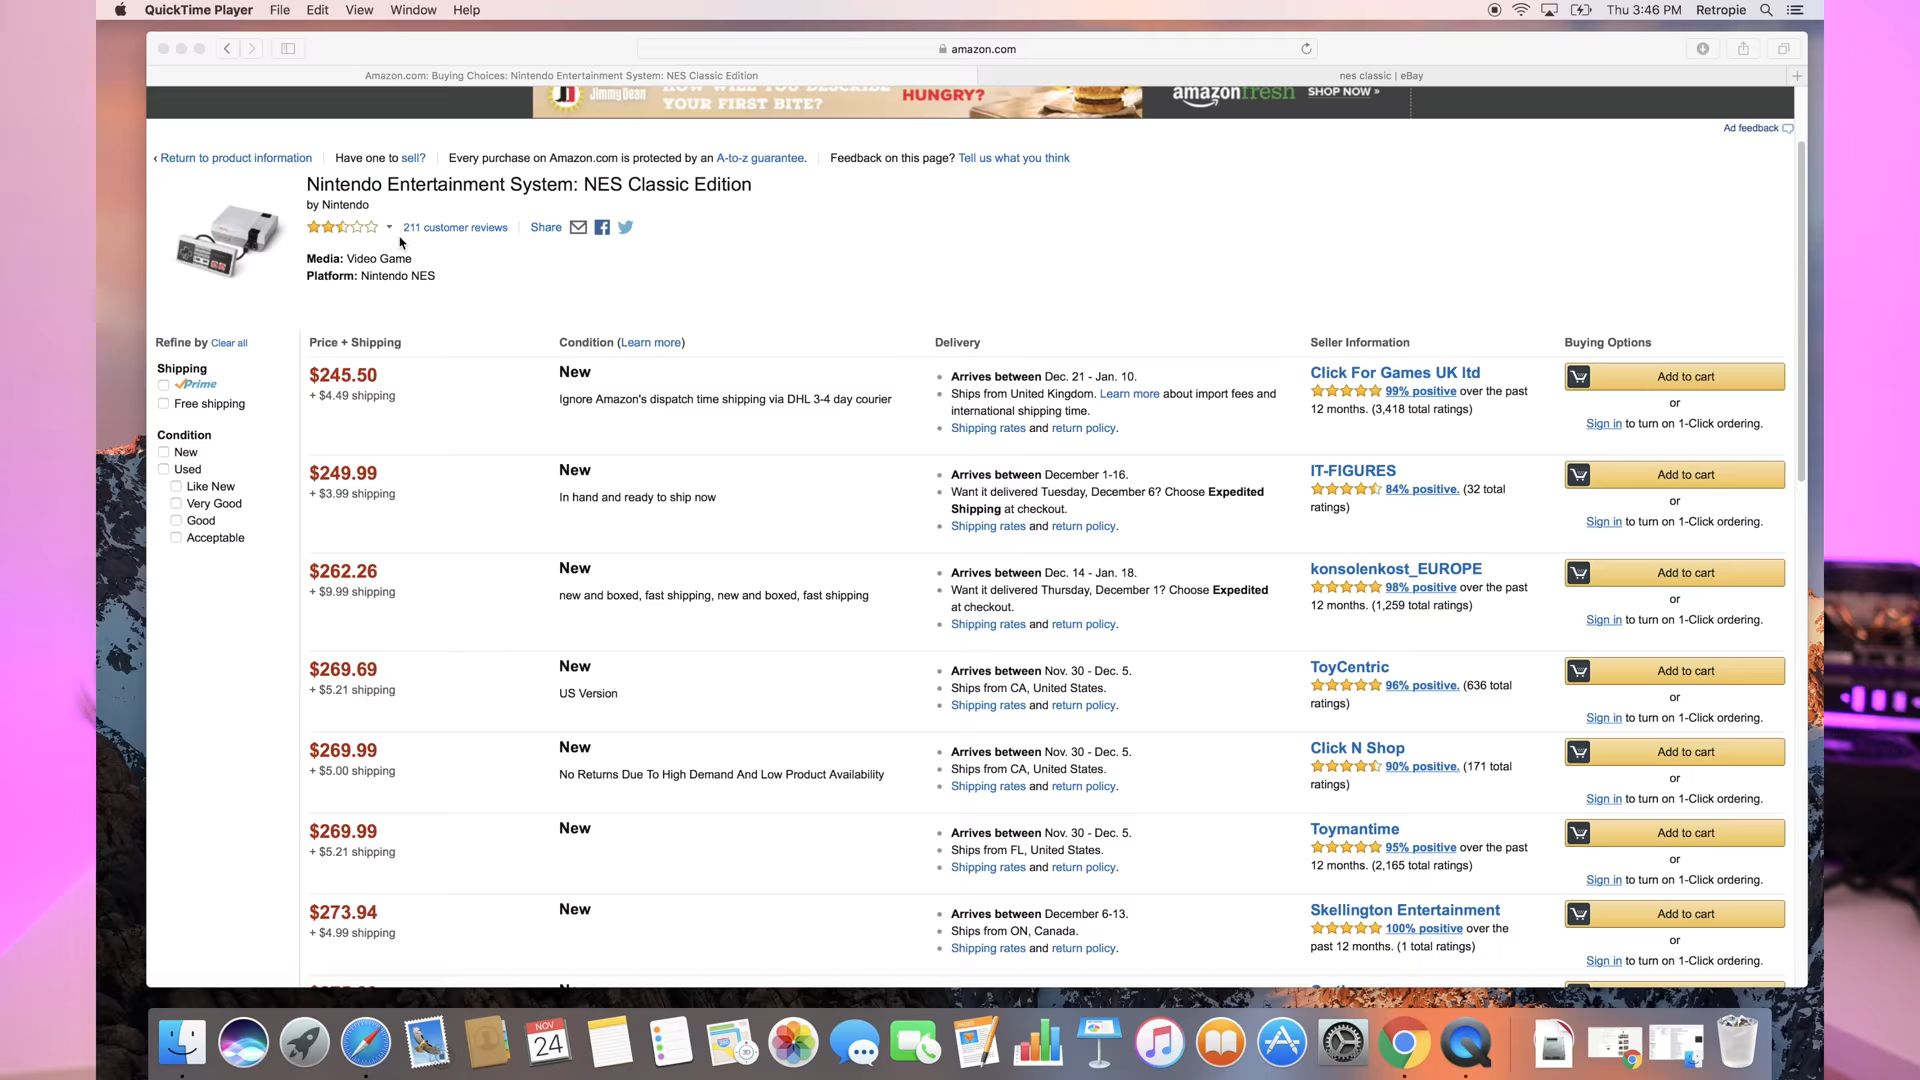 QuickTime Player File Edit View Window Help
Thu 3:46 PM Retropie
amazon.com
Amazon.com: Buying Choices: Nintendo Entertainment System: NES Classic Edition
nes classic | eBay
Jimmy Dean
HOW WILL YOU DESCRIBE
YOUR FIRST BITE?
HUNGRY?
amazonfresh SHOP NOW »
Ad feedback
‹ Return to product information
Have one to sell?
Every purchase on Amazon.com is protected by an A-to-z guarantee.
Feedback on this page? Tell us what you think
Nintendo Entertainment System: NES Classic Edition
by Nintendo
211 customer reviews
Share
Media: Video Game
Platform: Nintendo NES
Refine by Clear all
Shipping
Prime
Free shipping
Condition
New
Used
Like New
Very Good
Good
Acceptable
Price + Shipping
Condition (Learn more)
Delivery
Seller Information
Buying Options
$245.50
+ $4.49 shipping
New
Ignore Amazon's dispatch time shipping via DHL 3-4 day courier
Arrives between Dec. 21 - Jan. 10.
Ships from United Kingdom. Learn more about import fees and
international shipping time.
Shipping rates and return policy.
Click For Games UK ltd
99% positive over the past
12 months. (3,418 total ratings)
Add to cart
or
Sign in to turn on 1-Click ordering.
$249.99
+ $3.99 shipping
New
In hand and ready to ship now
Arrives between December 1-16.
Want it delivered Tuesday, December 6? Choose Expedited
Shipping at checkout.
Shipping rates and return policy.
IT-FIGURES
84% positive. (32 total
ratings)
Add to cart
or
Sign in to turn on 1-Click ordering.
$262.26
+ $9.99 shipping
New
new and boxed, fast shipping, new and boxed, fast shipping
Arrives between Dec. 14 - Jan. 18.
Want it delivered Thursday, December 1? Choose Expedited
at checkout.
Shipping rates and return policy.
konsolenkost_EUROPE
98% positive over the past
12 months. (1,259 total ratings)
Add to cart
or
Sign in to turn on 1-Click ordering.
$269.69
+ $5.21 shipping
New
US Version
Arrives between Nov. 30 - Dec. 5.
Ships from CA, United States.
Shipping rates and return policy.
ToyCentric
96% positive. (636 total
ratings)
Add to cart
or
Sign in to turn on 1-Click ordering.
$269.99
+ $5.00 shipping
New
No Returns Due To High Demand And Low Product Availability
Arrives between Nov. 30 - Dec. 5.
Ships from CA, United States.
Shipping rates and return policy.
Click N Shop
90% positive. (171 total
ratings)
Add to cart
or
Sign in to turn on 1-Click ordering.
$269.99
+ $5.21 shipping
New
Arrives between Nov. 30 - Dec. 5.
Ships from FL, United States.
Shipping rates and return policy.
Toymantime
95% positive over the past
12 months. (2,165 total ratings)
Add to cart
or
Sign in to turn on 1-Click ordering.
$273.94
+ $4.99 shipping
New
Arrives between December 6-13.
Ships from ON, Canada.
Shipping rates and return policy.
Skellington Entertainment
100% positive over the
past 12 months. (1 total ratings)
Add to cart
or
Sign in to turn on 1-Click ordering.
NOV
24